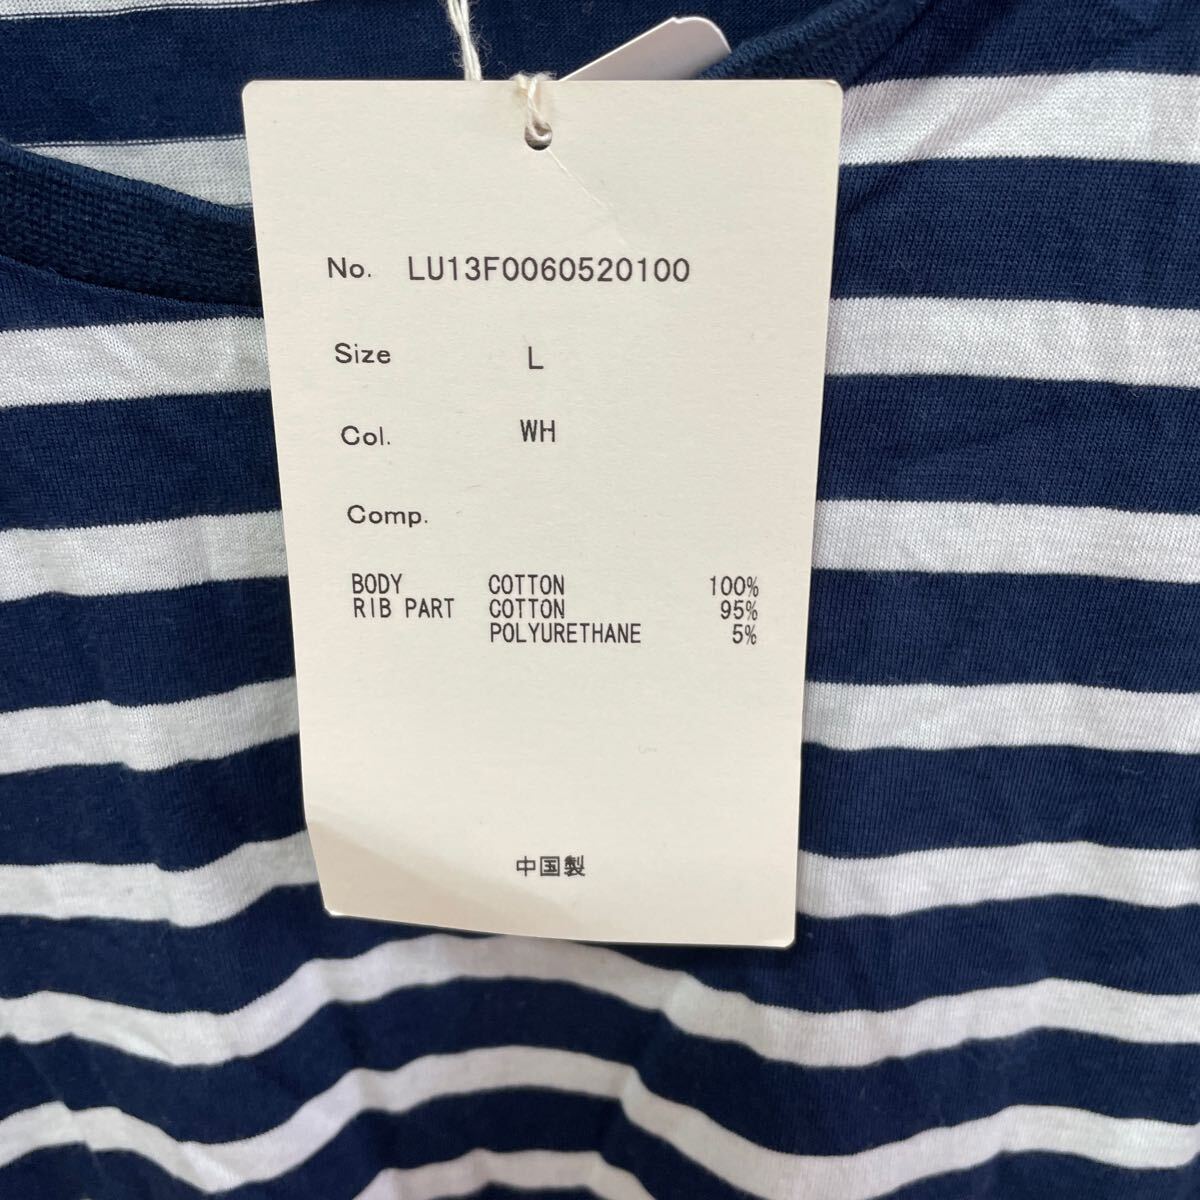 No. LU13F0060520100
Size L
Col. WH
Comp.
BODY COTTON 100%
RIB PART COTTON 95%
POLYURETHANE 5%
中国製